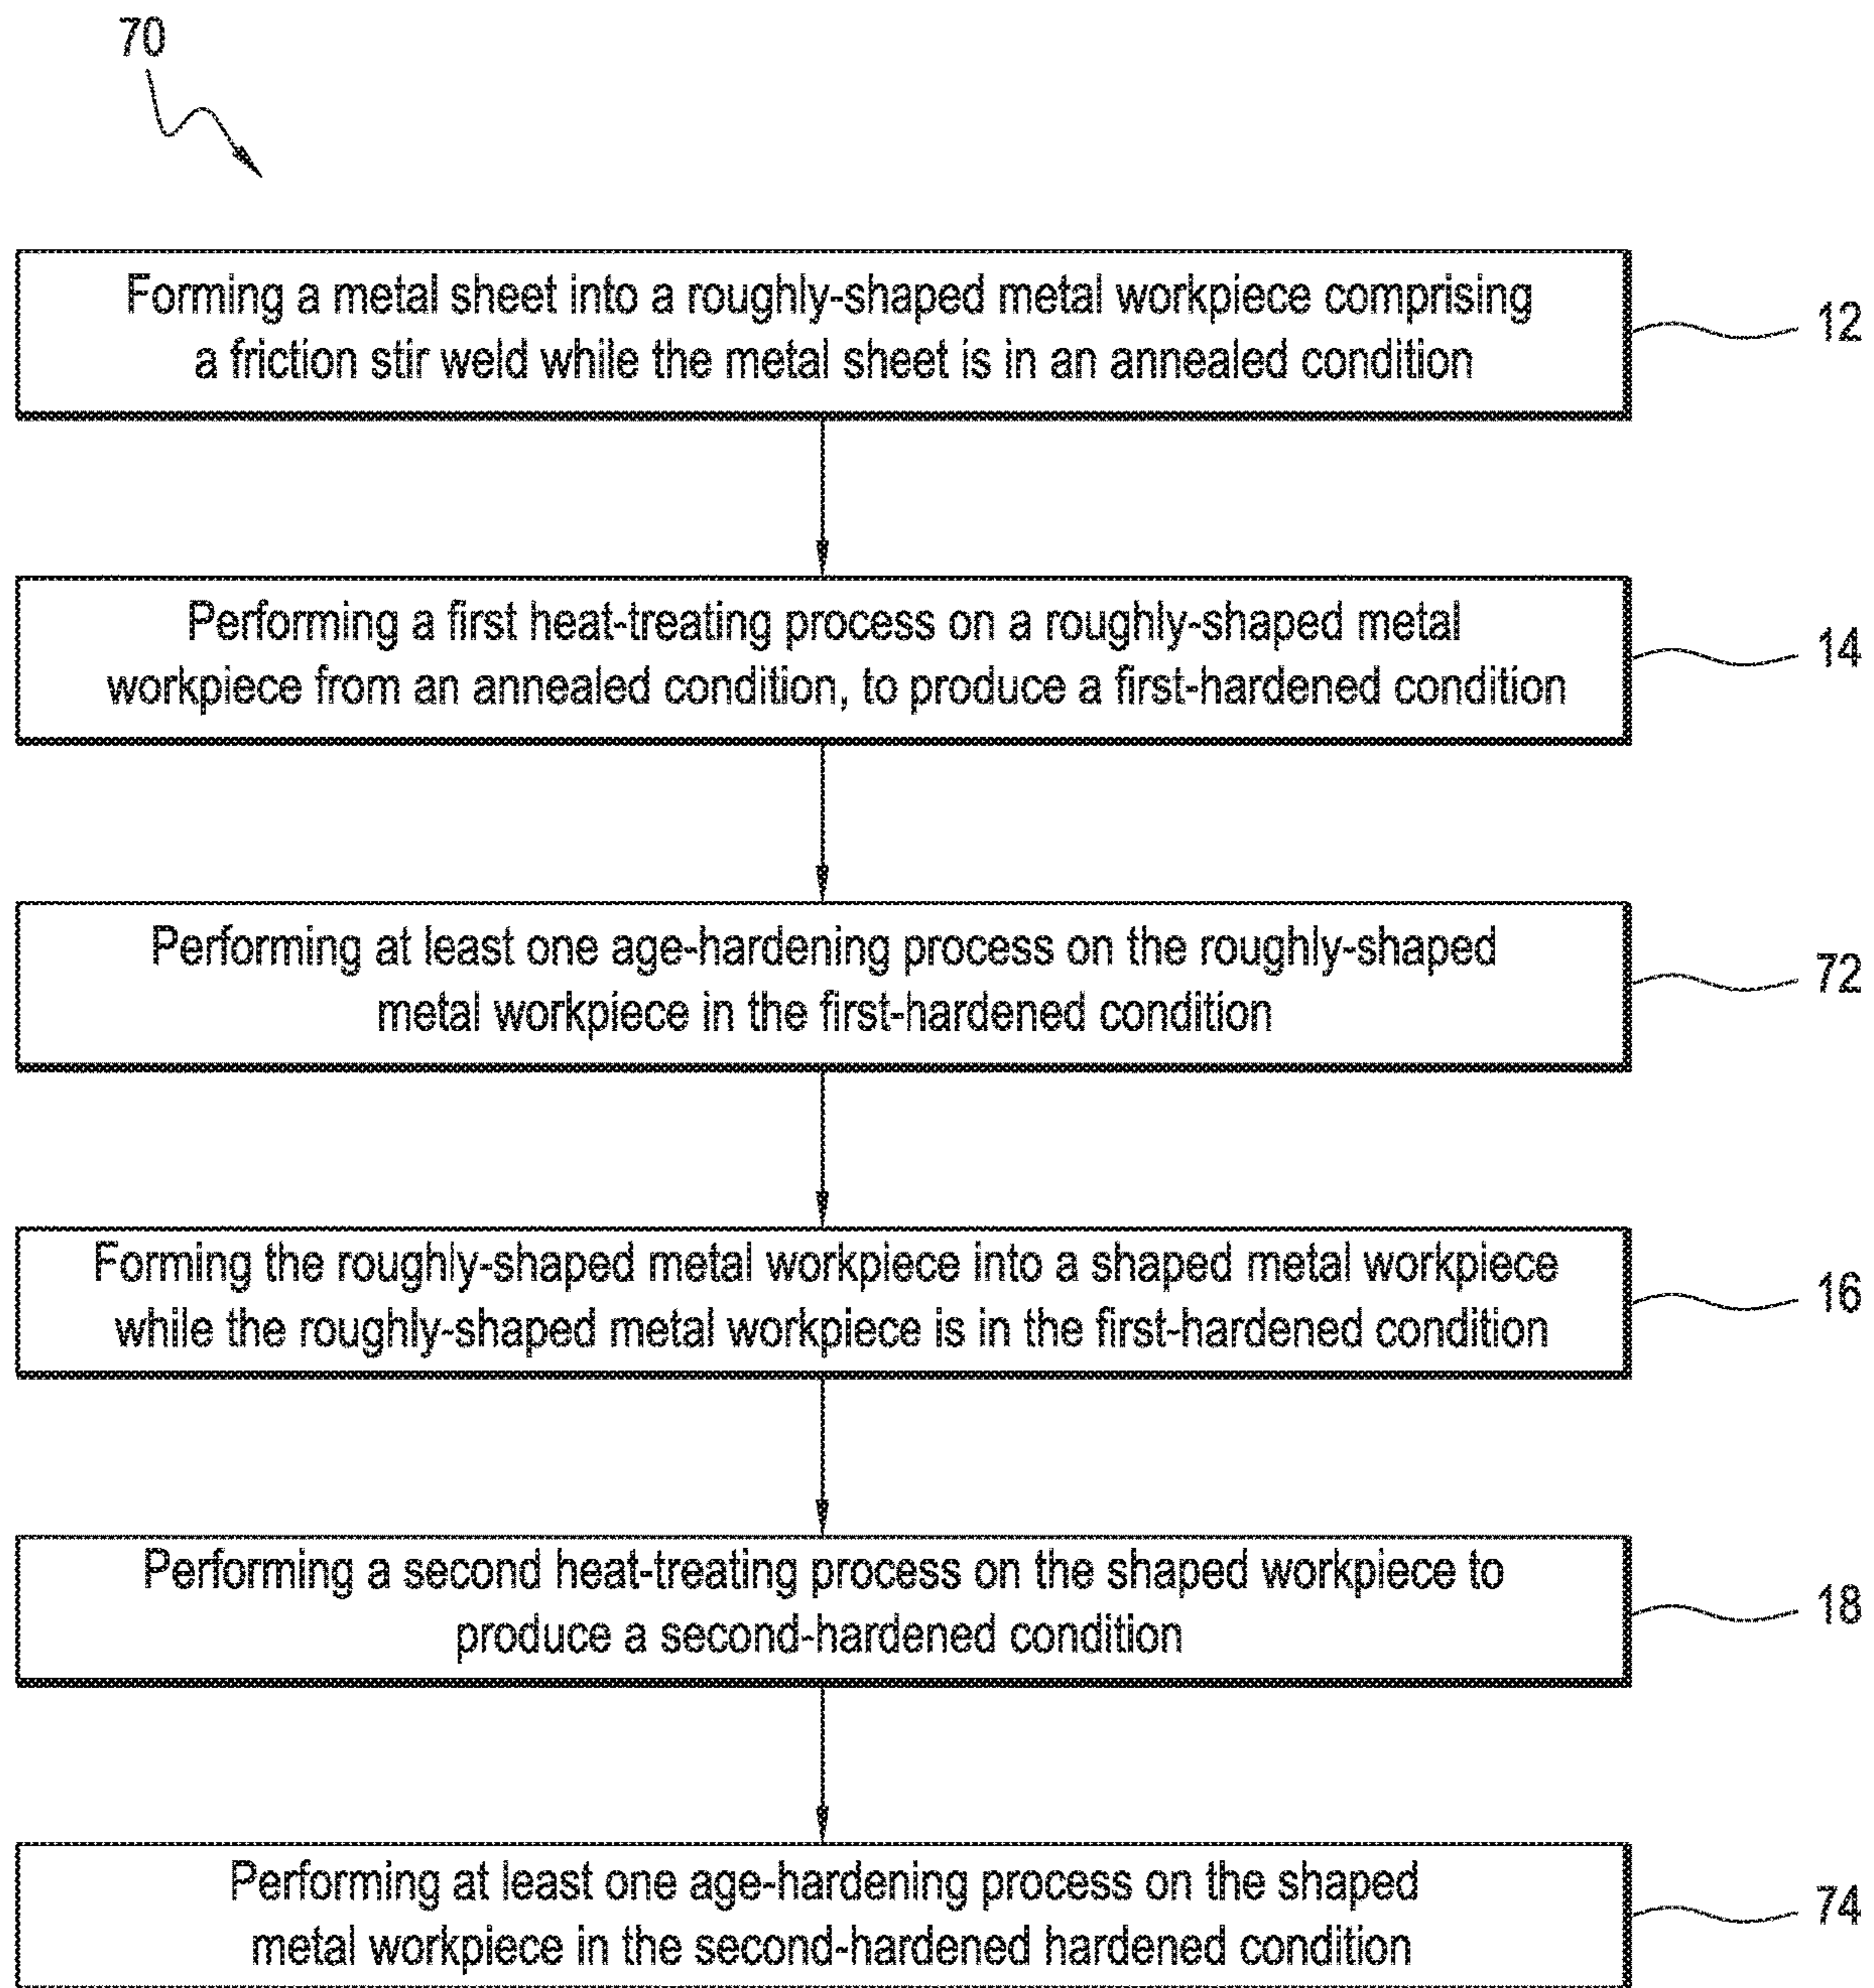 70
Forming a metal sheet into a roughly-shaped metal workpiece comprising
a friction stir weld while the metal sheet is in an annealed condition
12
Performing a first heat-treating process on a roughly-shaped metal
workpiece from an annealed condition, to produce a first-hardened condition
14
Performing at least one age-hardening process on the roughly-shaped
metal workpiece in the first-hardened condition
72
Forming the roughly-shaped metal workpiece into a shaped metal workpiece
while the roughly-shaped metal workpiece is in the first-hardened condition
16
Performing a second heat-treating process on the shaped workpiece to
produce a second-hardened condition
18
Performing at least one age-hardening process on the shaped
metal workpiece in the second-hardened hardened condition
74